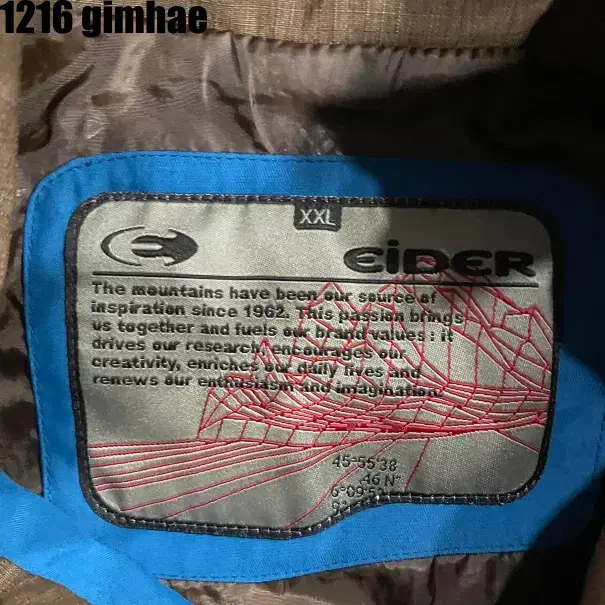 1216 gimhae
XXL
EiDER
The mountains have been our source of
inspiration since 1962. This passion brings
us together and fuels our brand values : it
drives our research, encourages our
creativity, enriches our daily lives and
renews our enthusiasm and imagination.
45°55'38
.46 N"
6°09'5